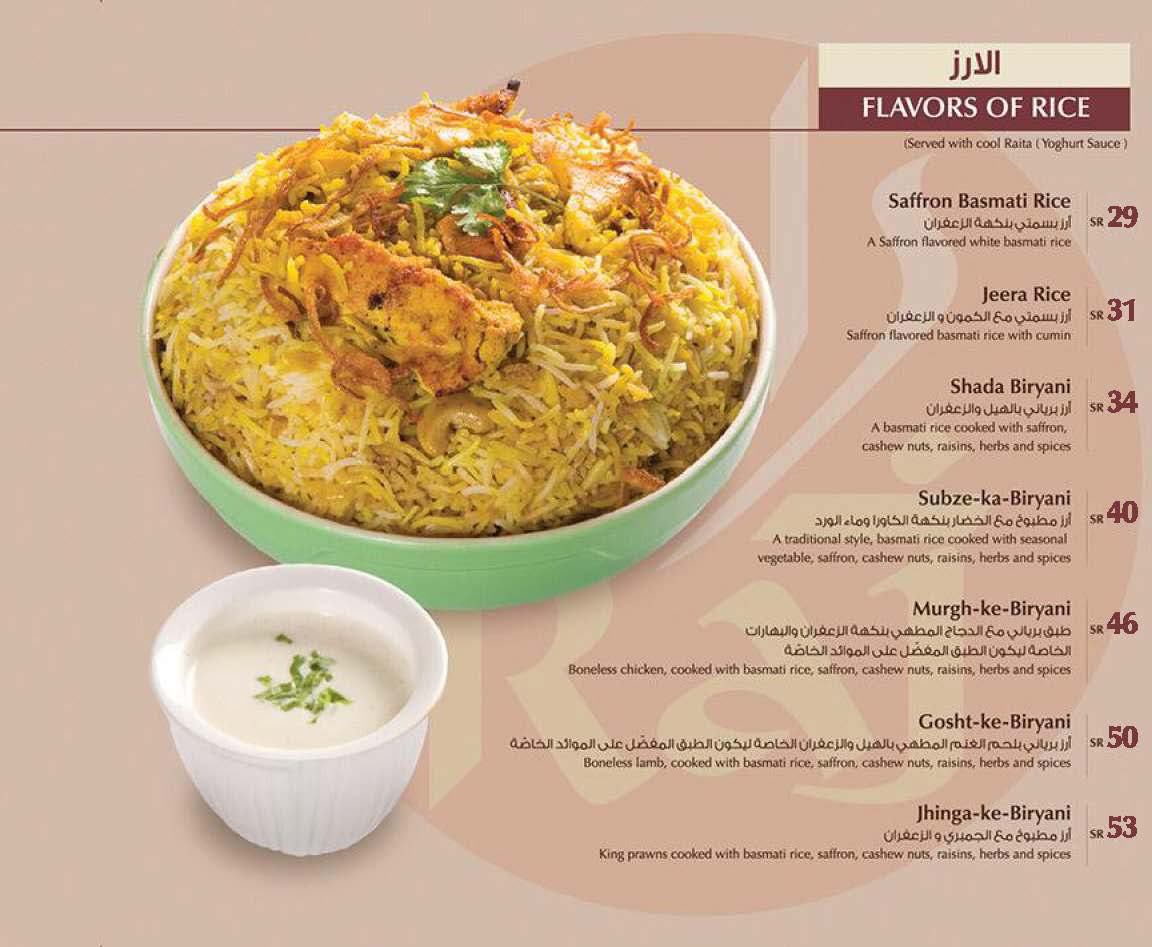 الارز
FLAVORS OF RICE
(Served with cool Raita ( Yoghurt Sauce )
Saffron Basmati Rice
أرز بسمتي بنكهة الزعفران
A Saffron flavored white basmati rice
SR 29
Jeera Rice
أرز بسمتي مع الكمون و الزعفران
Saffron flavored basmati rice with cumin
SR 31
Shada Biryani
أرز برياني بالهيل والزعفران
A basmati rice cooked with saffron,
cashew nuts, raisins, herbs and spices
SR 34
Subze-ka-Biryani
أرز مطبوخ مع الخضار بنكهة الكاورا وماء الورد
A traditional style, basmati rice cooked with seasonal
vegetable, saffron, cashew nuts, raisins, herbs and spices
SR 40
Murgh-ke-Biryani
طبق برياني مع الدجاج المطهي بنكهة الزعفران والبهارات
الخاصة ليكون الطبق المفضّل على الموائد الخاصّة
Boneless chicken, cooked with basmati rice, saffron, cashew nuts, raisins, herbs and spices
SR 46
Gosht-ke-Biryani
أرز برياني بلحم الغنم المطهي بالهيل والزعفران الخاصة ليكون الطبق المفضّل على الموائد الخاصّة
Boneless lamb, cooked with basmati rice, saffron, cashew nuts, raisins, herbs and spices
SR 50
Jhinga-ke-Biryani
أرز مطبوخ مع الجمبري و الزعفران
King prawns cooked with basmati rice, saffron, cashew nuts, raisins, herbs and spices
SR 53
Raj